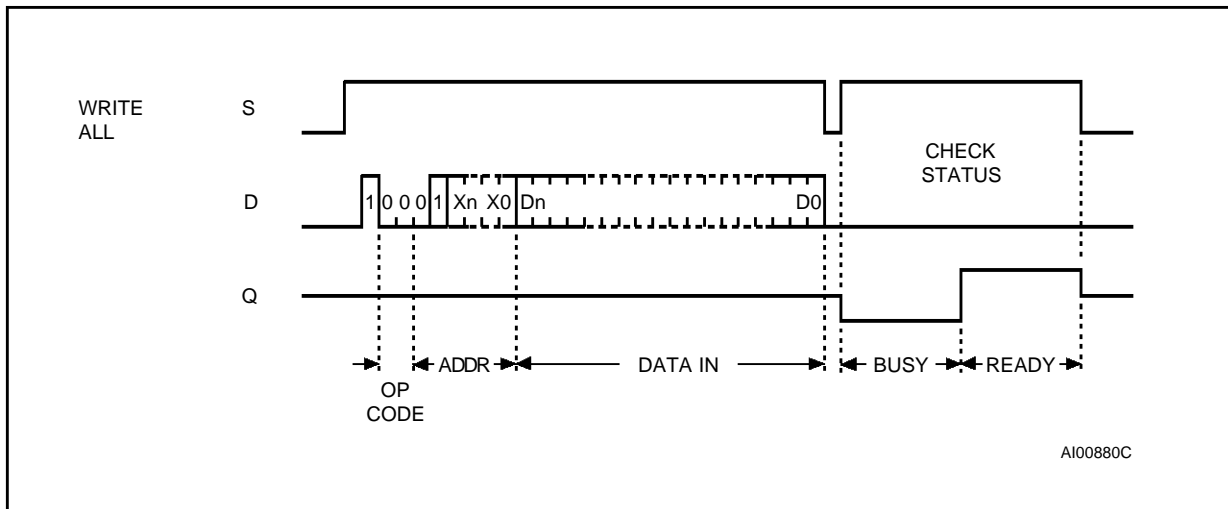 WRITE
ALL
S
CHECK
STATUS
D
1 0 0 0 1 Xn X0 Dn D0
Q
ADDR
DATA IN
BUSY
READY
OP
CODE
AI00880C